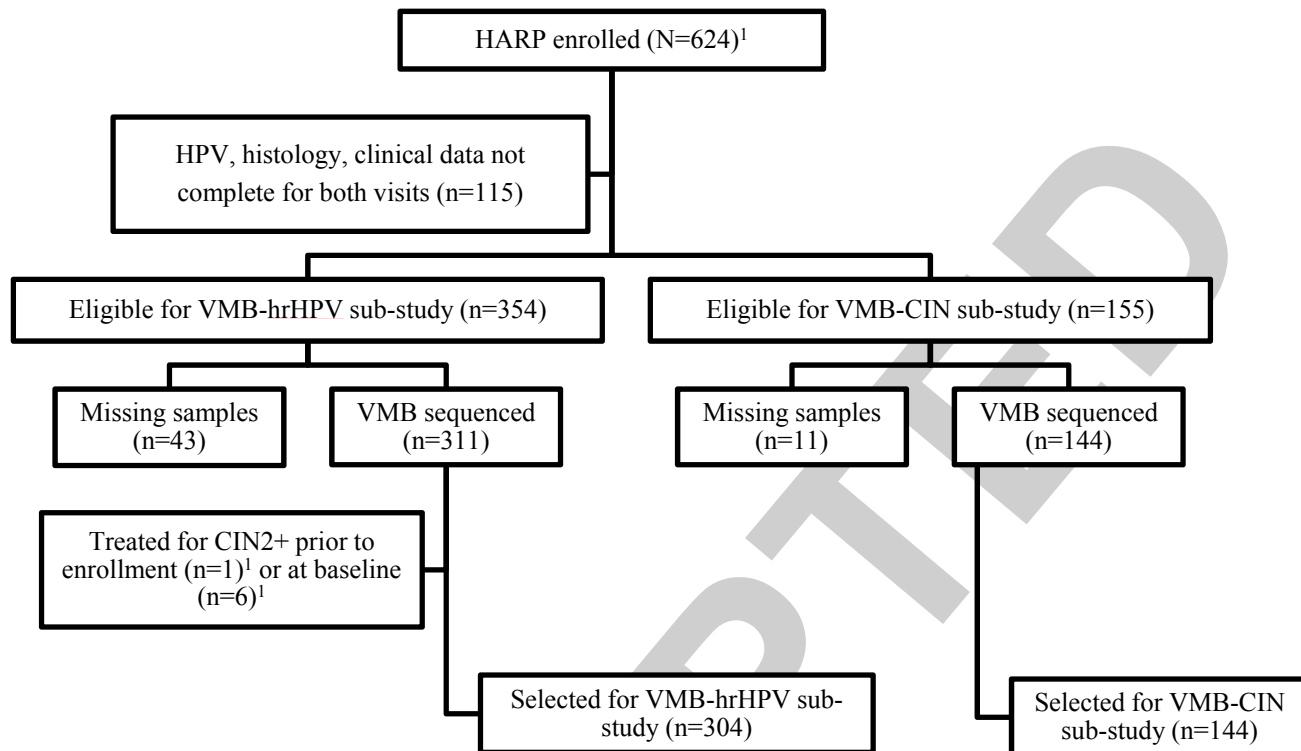 HARP enrolled (N=624)1
HPV, histology, clinical data not
complete for both visits (n=115)
Eligible for VMB-hrHPV sub-study (n=354)
Eligible for VMB-CIN sub-study (n=155)
Missing samples
(n=43)
VMB sequenced
(n=311)
Missing samples
(n=11)
VMB sequenced
(n=144)
Treated for CIN2+ prior to
enrollment (n=1)1 or at baseline
(n=6)1
Selected for VMB-hrHPV sub-
study (n=304)
Selected for VMB-CIN
sub-study (n=144)
PTED